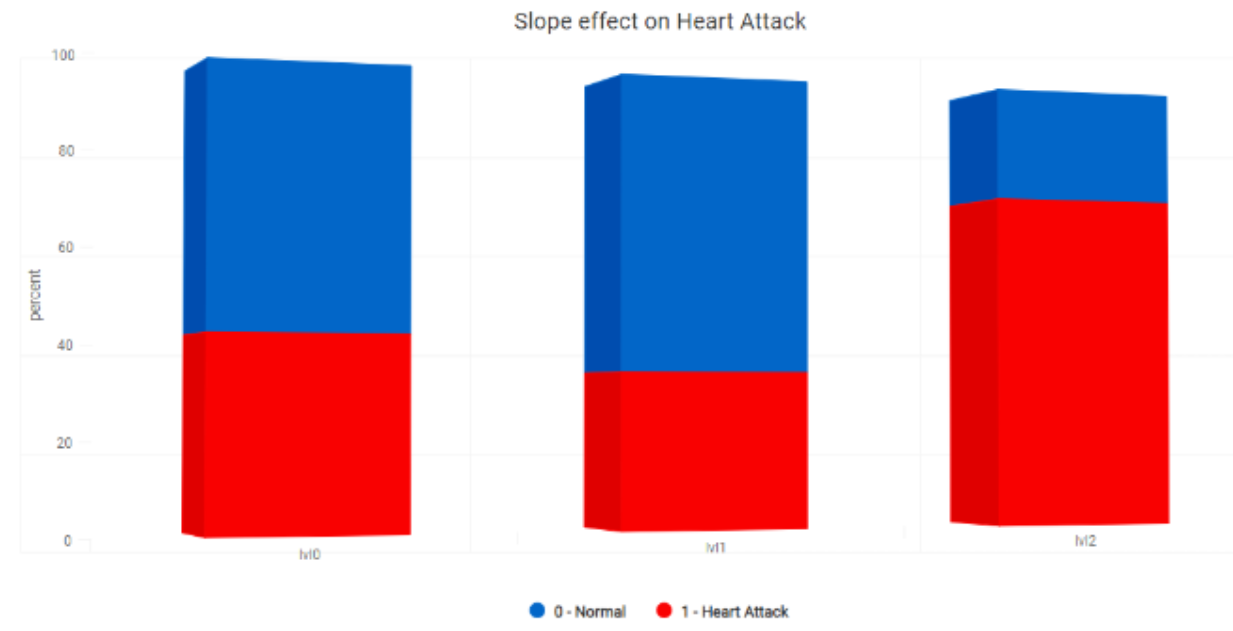 Slope effect on Heart Attack
100
80
60
40
20
0
percent
lvl0
lvl1
lvl2
0 - Normal
1 - Heart Attack